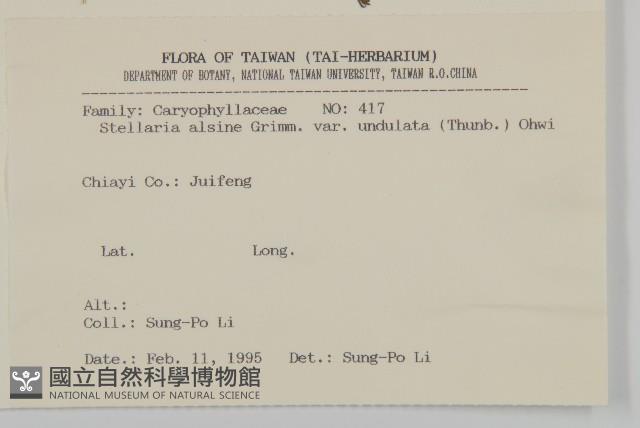 FLORA OF TAIWAN (TAI-HERBARIUM)
DEPARTMENT OF BOTANY, NATIONAL TAIWAN UNIVERSITY, TAIWAN R.O.CHINA
Family: Caryophyllaceae NO: 417
Stellaria alsine Grimm. var. undulata (Thunb.) Ohwi
Chiayi Co.: Juifeng
Lat. Long.
Alt.:
Coll.: Sung-Po Li
Date.: Feb. 11, 1995 Det.: Sung-Po Li
國立自然科學博物館
NATIONAL MUSEUM OF NATURAL SCIENCE